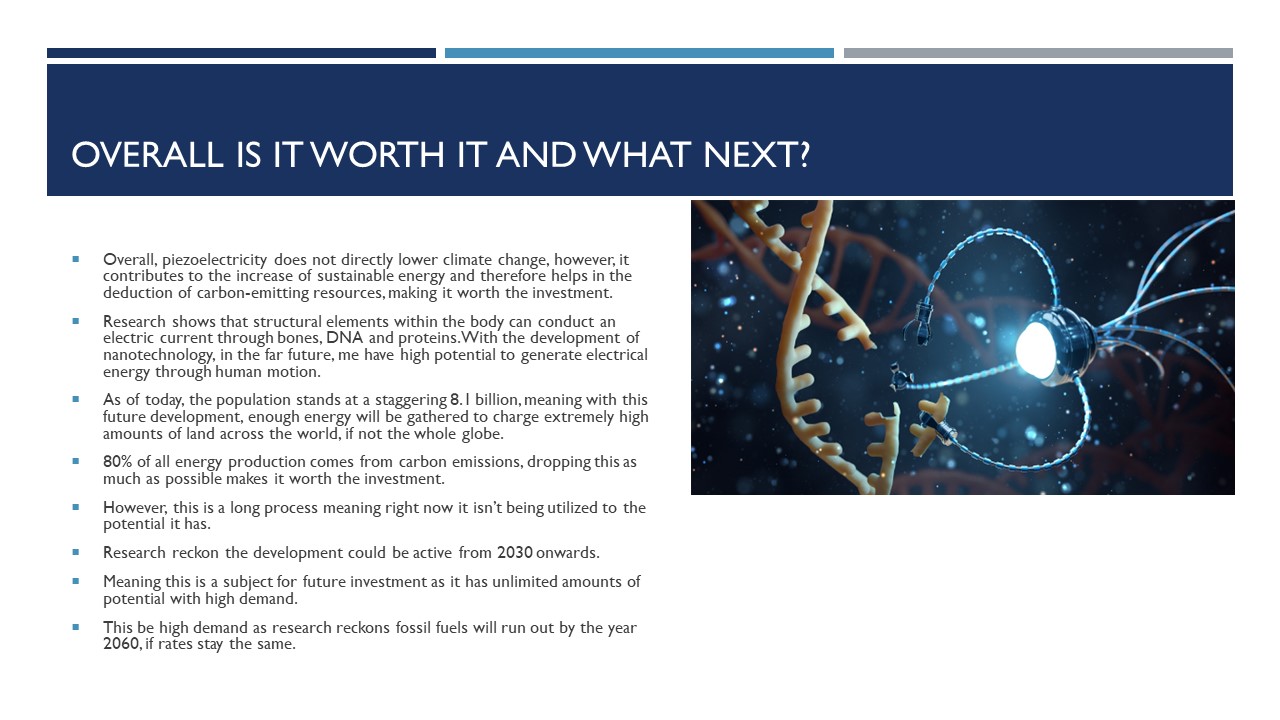 OVERALL IS IT WORTH IT AND WHAT NEXT?
Overall, piezoelectricity does not directly lower climate change, however, it
contributes to the increase of sustainable energy and therefore helps in the
deduction of carbon-emitting resources, making it worth the investment.
Research shows that structural elements within the body can conduct an
electric current through bones, DNA and proteins. With the development of
nanotechnology, in the far future, me have high potential to generate electrical
energy through human motion.
As of today, the population stands at a staggering 8.1 billion, meaning with this
future development, enough energy will be gathered to charge extremely high
amounts of land across the world, if not the whole globe.
80% of all energy production comes from carbon emissions, dropping this as
much as possible makes it worth the investment.
However, this is a long process meaning right now it isn’t being utilized to the
potential it has.
Research reckon the development could be active from 2030 onwards.
Meaning this is a subject for future investment as it has unlimited amounts of
potential with high demand.
This be high demand as research reckons fossil fuels will run out by the year
2060, if rates stay the same.